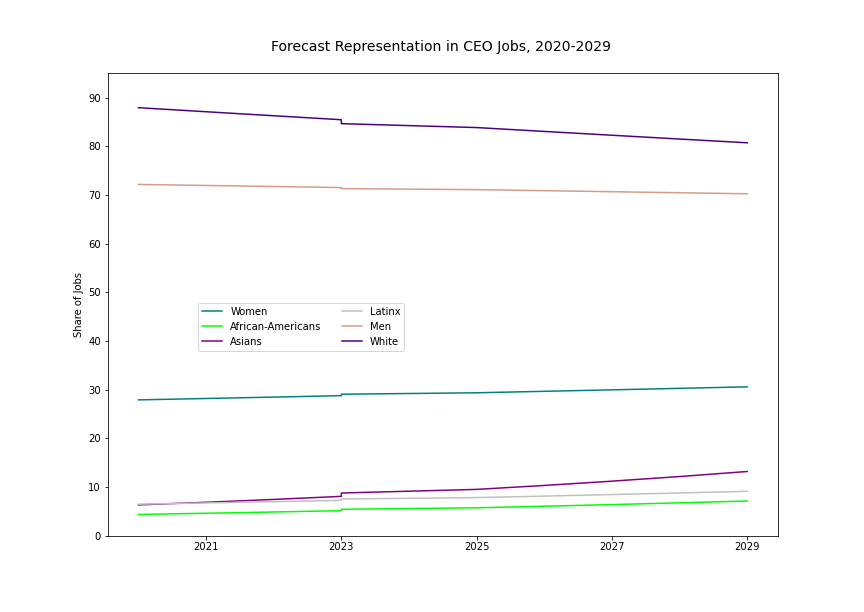 Forecast Representation in CEO Jobs, 2020-2029
Share of Jobs
90
80
70
60
50
40
30
20
10
0
Women
African-Americans
Asians
Latinx
Men
White
2021 2023 2025 2027 2029